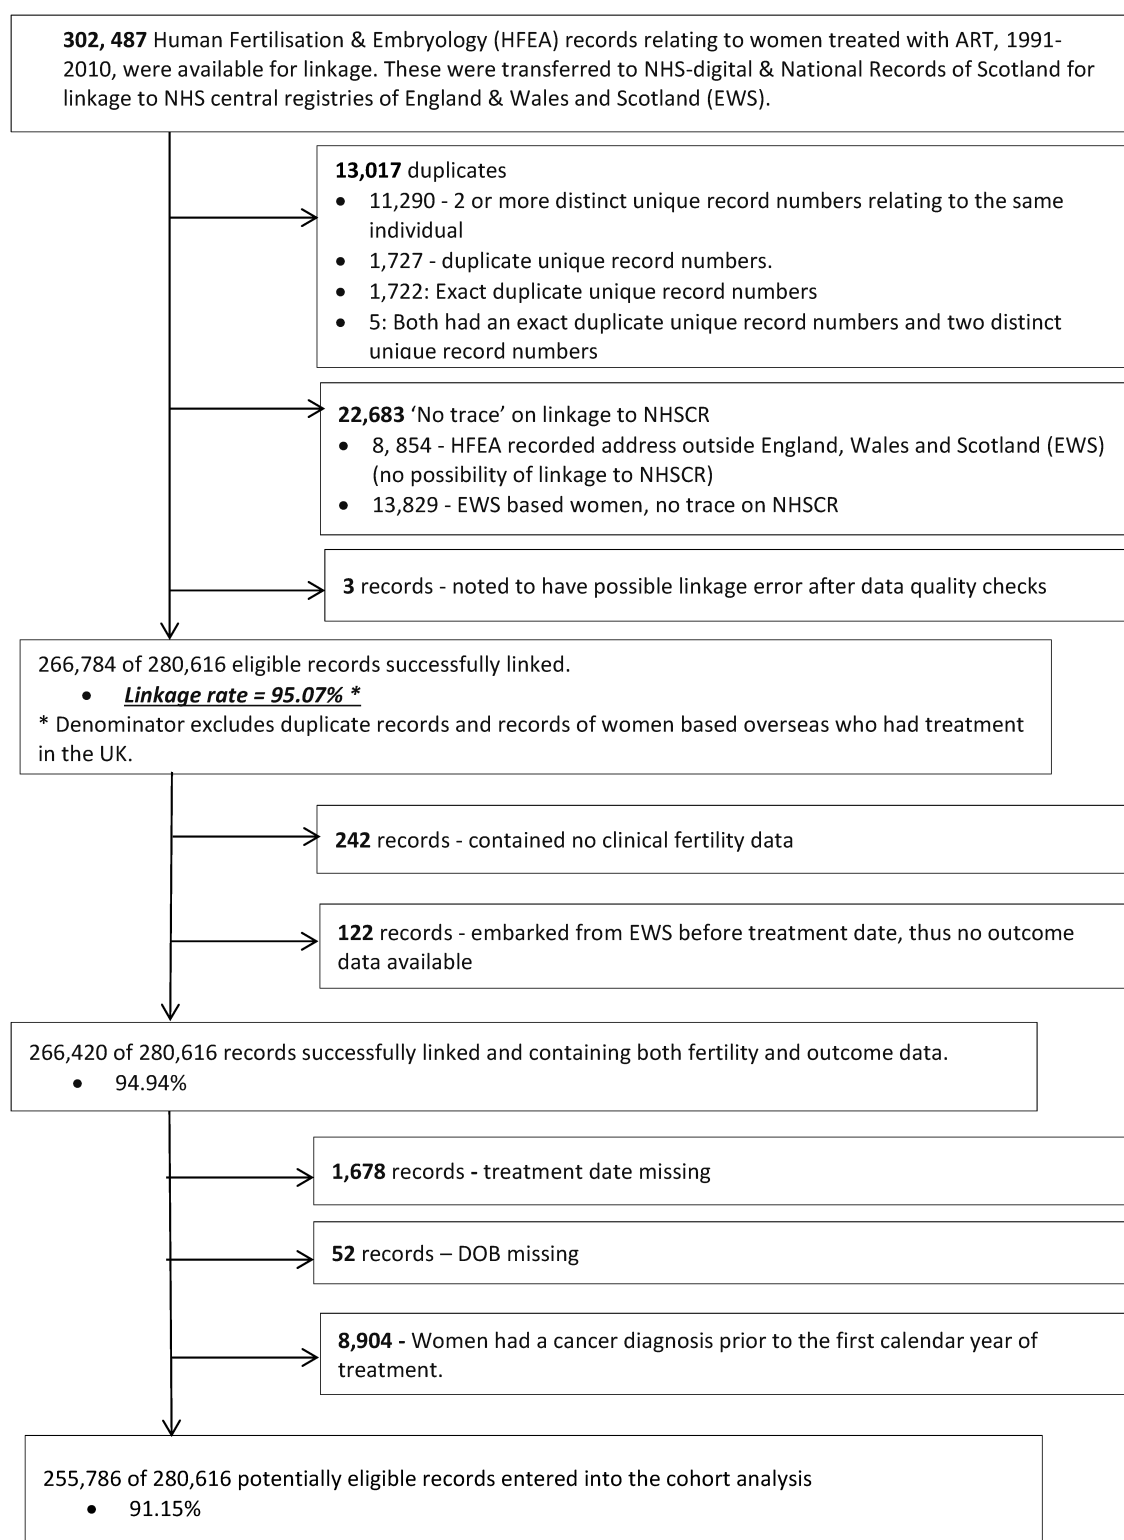 302, 487 Human Fertilisation & Embryology (HFEA) records relating to women treated with ART, 1991-
2010, were available for linkage. These were transferred to NHS-digital & National Records of Scotland for
linkage to NHS central registries of England & Wales and Scotland (EWS).
13,017 duplicates
• 11,290 - 2 or more distinct unique record numbers relating to the same
individual
• 1,727 - duplicate unique record numbers.
• 1,722: Exact duplicate unique record numbers
• 5: Both had an exact duplicate unique record numbers and two distinct
unique record numbers
22,683 ‘No trace’ on linkage to NHSCR
• 8, 854 - HFEA recorded address outside England, Wales and Scotland (EWS)
(no possibility of linkage to NHSCR)
• 13,829 - EWS based women, no trace on NHSCR
3 records - noted to have possible linkage error after data quality checks
266,784 of 280,616 eligible records successfully linked.
• Linkage rate = 95.07% *
* Denominator excludes duplicate records and records of women based overseas who had treatment
in the UK.
242 records - contained no clinical fertility data
122 records - embarked from EWS before treatment date, thus no outcome
data available
266,420 of 280,616 records successfully linked and containing both fertility and outcome data.
• 94.94%
1,678 records - treatment date missing
52 records – DOB missing
8,904 - Women had a cancer diagnosis prior to the first calendar year of
treatment.
255,786 of 280,616 potentially eligible records entered into the cohort analysis
• 91.15%